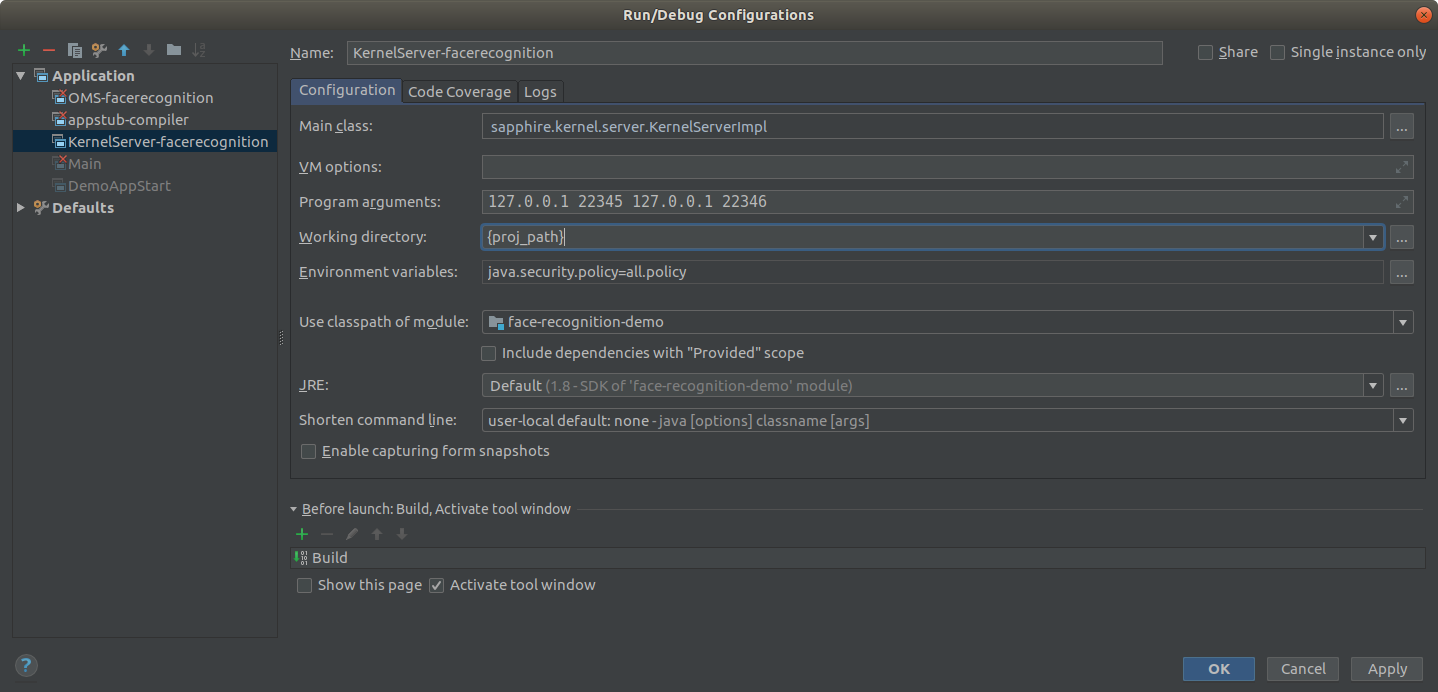 Run/Debug Configurations
Name: KernelServer-facerecognition Share Single instance only
Application
OMS-facerecognition
appstub-compiler
KernelServer-facerecognition
Main
DemoAppStart
Defaults
Configuration Code Coverage Logs
Main class: sapphire.kernel.server.KernelServerImpl ...
VM options:
Program arguments: 127.0.0.1 22345 127.0.0.1 22346
Working directory: {proj_path} ...
Environment variables: java.security.policy=all.policy ...
Use classpath of module: face-recognition-demo
Include dependencies with "Provided" scope
JRE: Default (1.8 - SDK of 'face-recognition-demo' module) ...
Shorten command line: user-local default: none - java [options] classname [args]
Enable capturing form snapshots
Before launch: Build, Activate tool window
Build
Show this page Activate tool window
? OK Cancel Apply